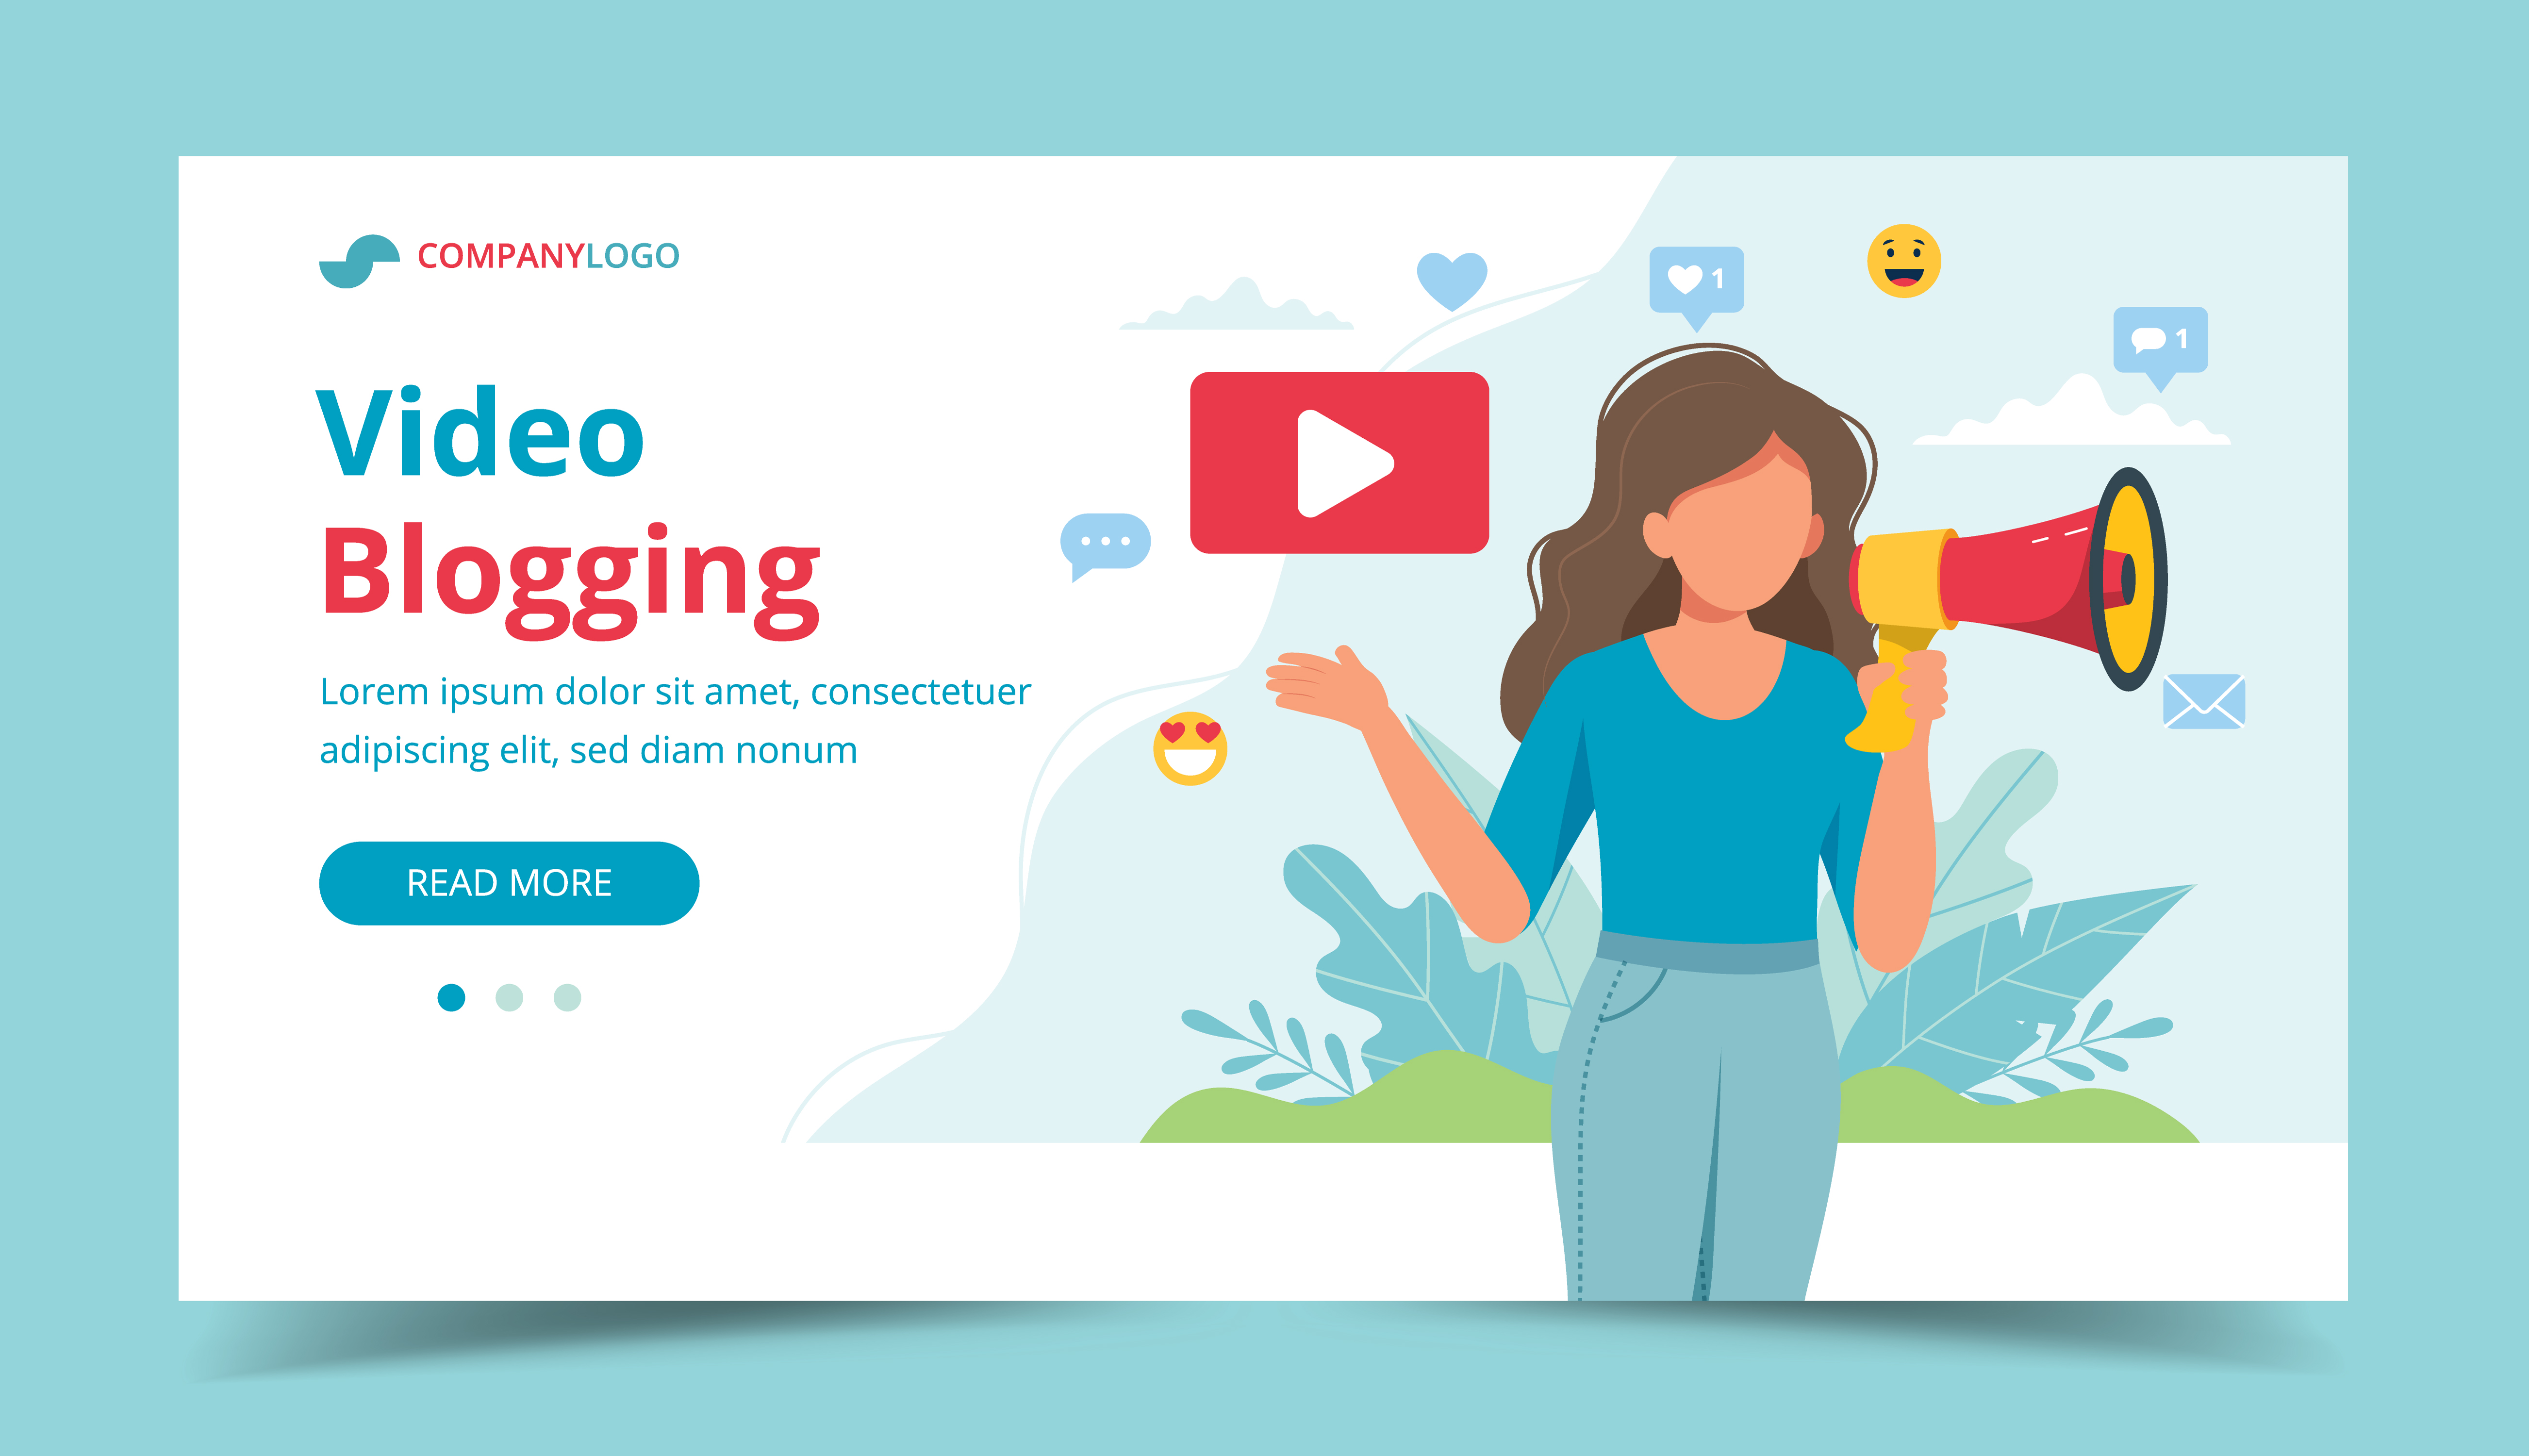 COMPANYLOGO
Video
Blogging
Lorem ipsum dolor sit amet, consectetuer
adipiscing elit, sed diam nonum
READ MORE
1
1